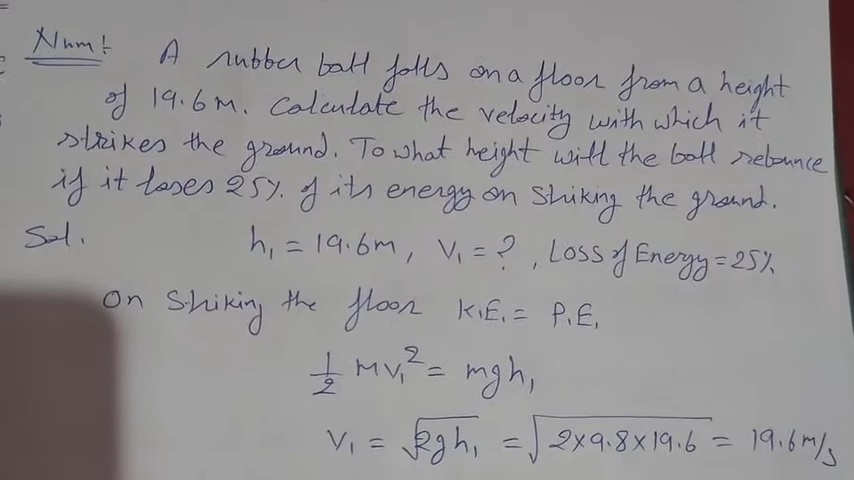 Num: A rubber ball falls on a floor from a height
of 19.6 m. Calculate the velocity with which it
strikes the ground. To what height will the ball rebounce
if it loses 25% of its energy on striking the ground.
Sol. h₁ = 19.6m, V₁ = ?, Loss of Energy = 25%
On Striking the floor K.E. = P.E.
1/2 MV₁² = mgh₁
V₁ = √2gh₁ = √2×9.8×19.6 = 19.6 m/s